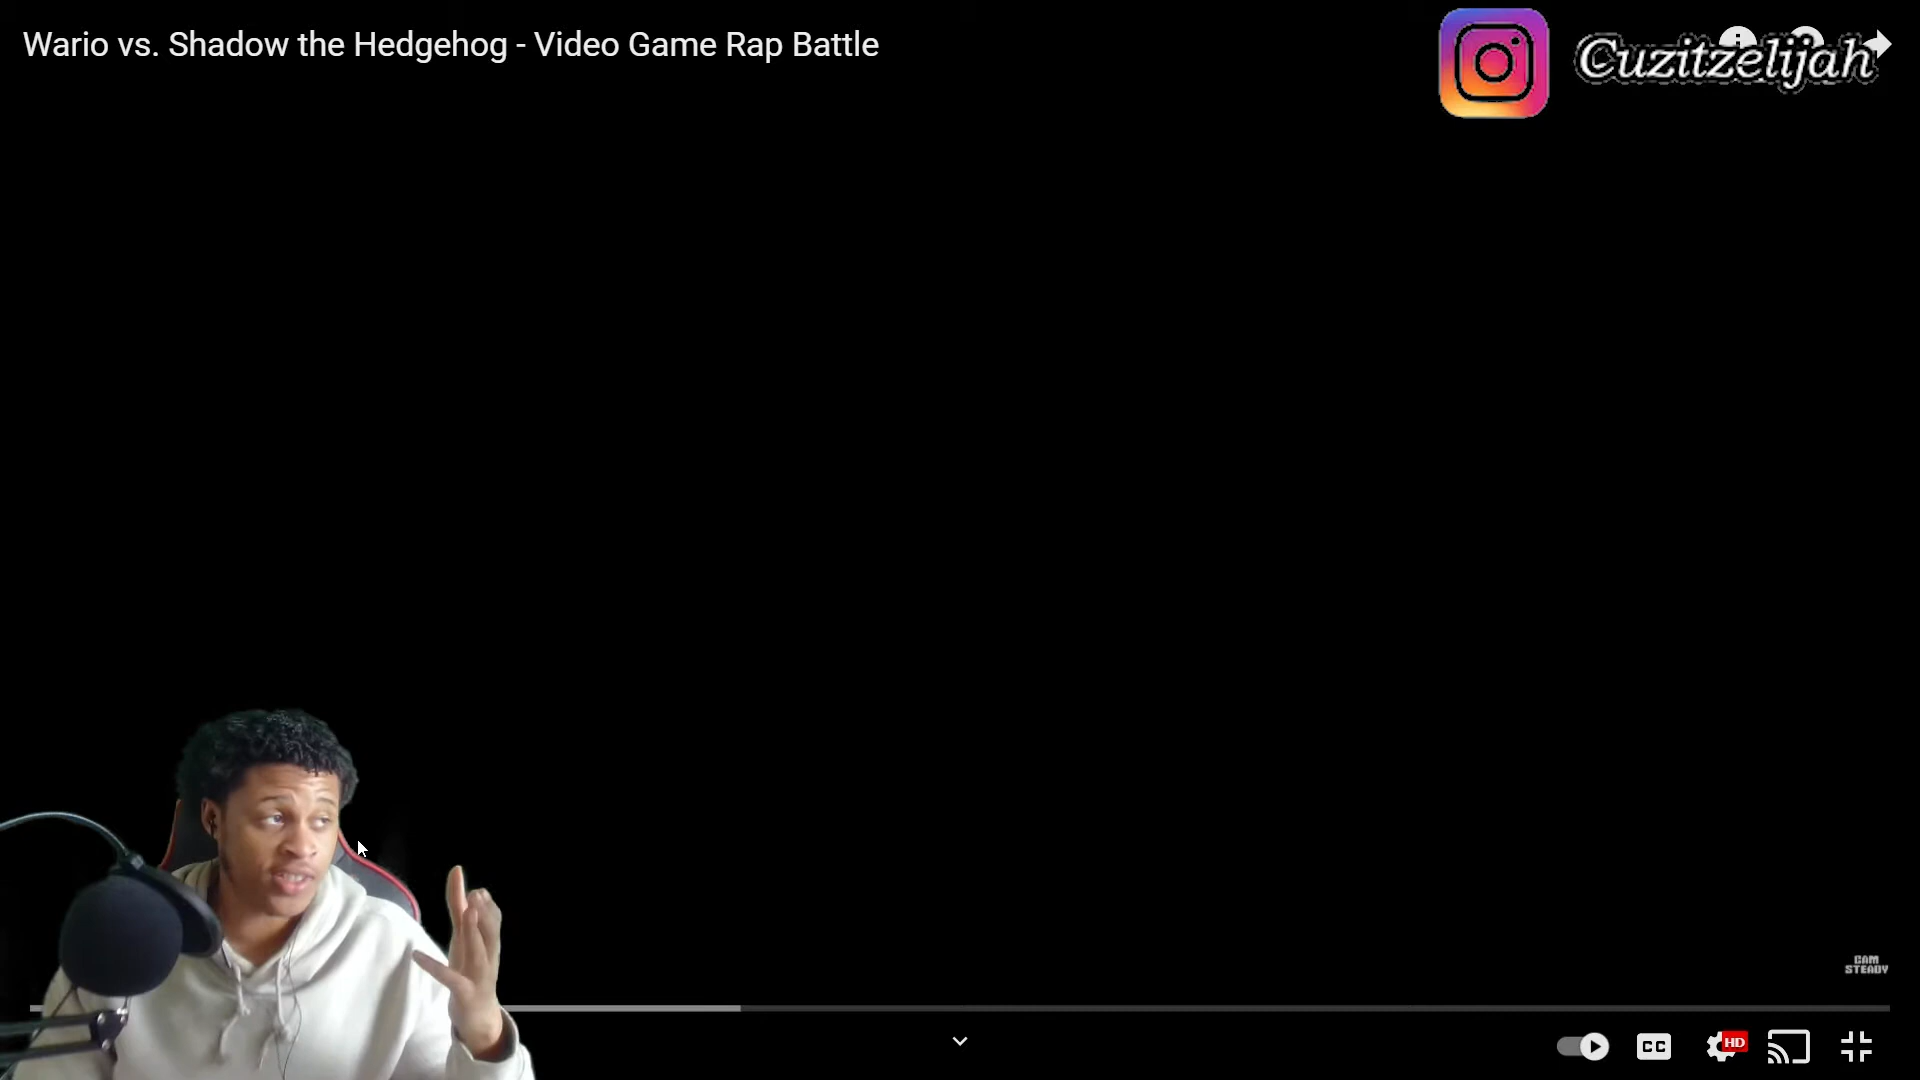 Wario vs. Shadow the Hedgehog - Video Game Rap Battle
Cuzitzelijah
CAM
STEADY
CC
HD